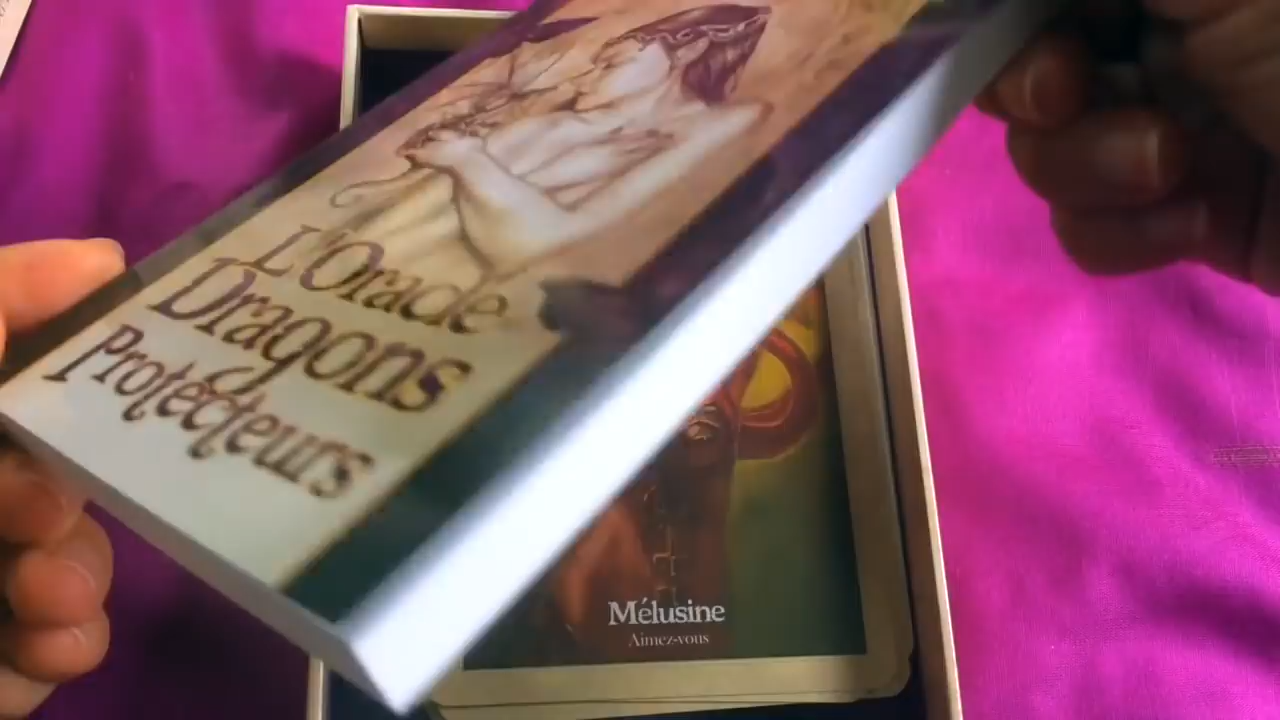 L'Oracle
Dragons
Protecteurs
Mélusine
Aimez-vous